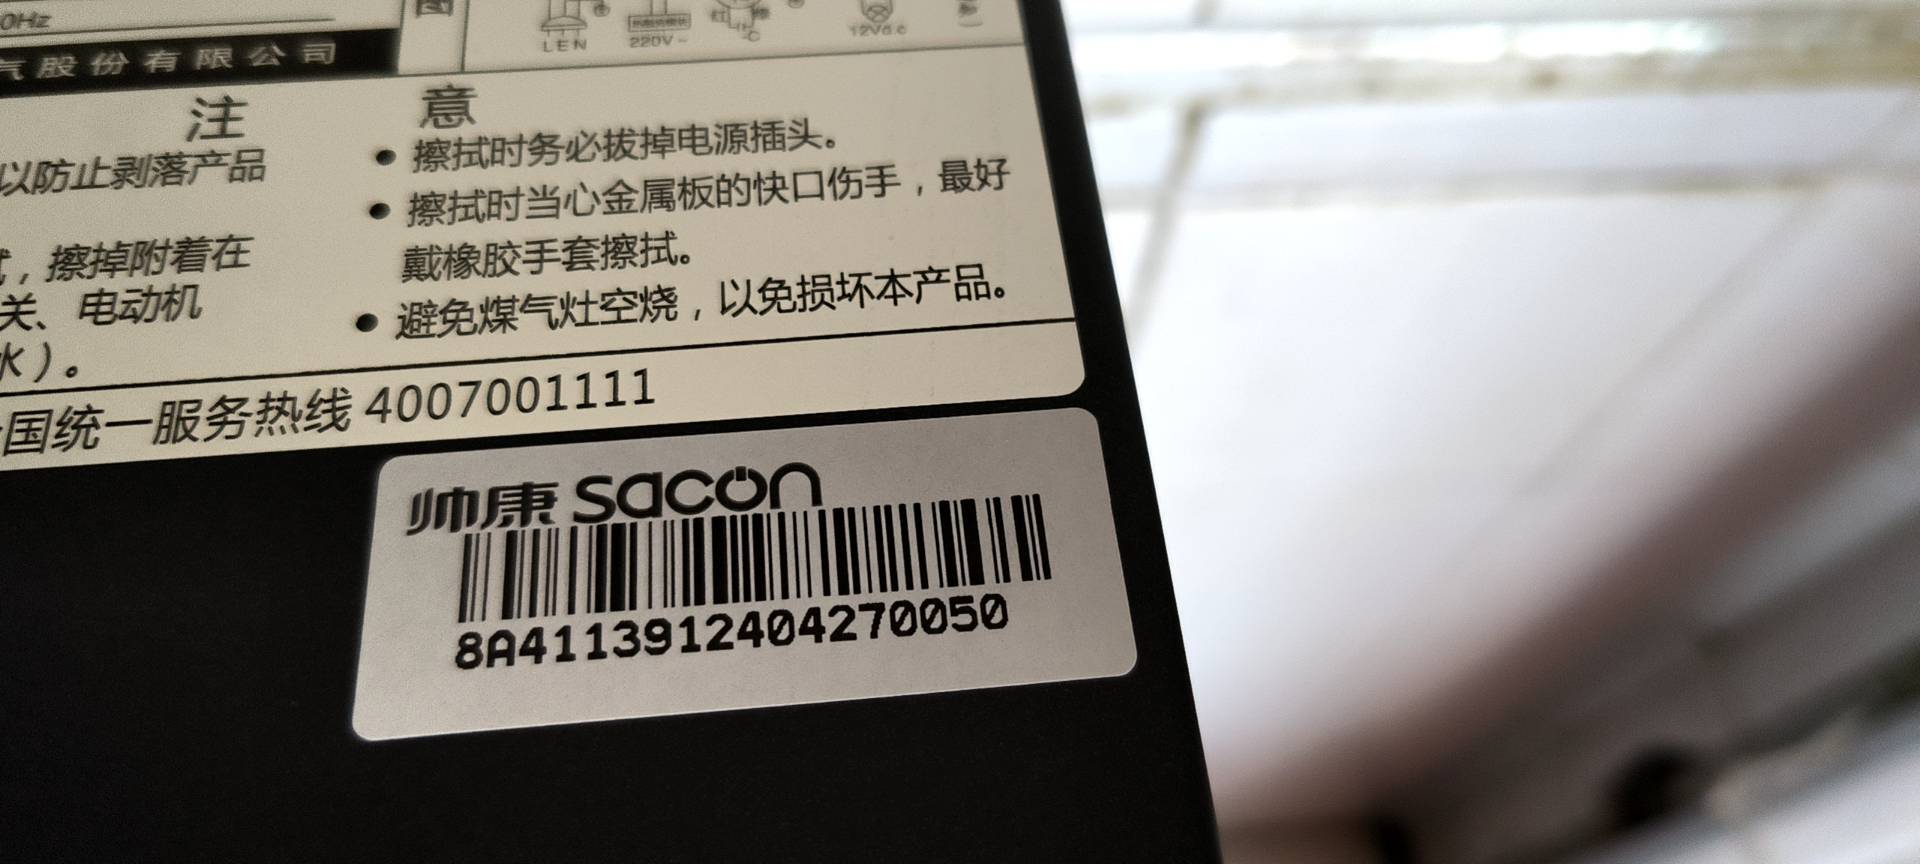 0Hz
图
L E N
220V~
12Vd.c
气股份有限公司
注 意
以防止剥落产品
，擦掉附着在
关、电动机
水）。
● 擦拭时务必拔掉电源插头。
● 擦拭时当心金属板的快口伤手，最好
戴橡胶手套擦拭。
● 避免煤气灶空烧，以免损坏本产品。
国统一服务热线 4007001111
帅康 sacon
8A4113912404270050